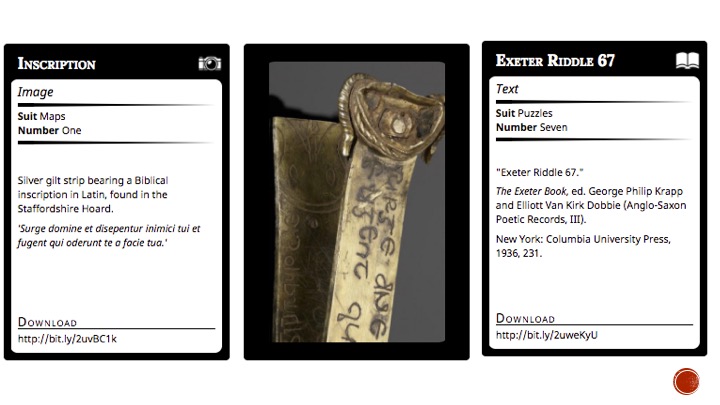 INSCRIPTION
Image
Suit Maps
Number One
Silver gilt strip bearing a Biblical
inscription in Latin, found in the
Staffordshire Hoard.
'Surge domine et disepentur inimici tui et
fugent qui oderunt te a facie tua.'
DOWNLOAD
http://bit.ly/2uvBC1k
EXETER RIDDLE 67
Text
Suit Puzzles
Number Seven
"Exeter Riddle 67."
The Exeter Book, ed. George Philip Krapp
and Elliott Van Kirk Dobbie (Anglo-Saxon
Poetic Records, III).
New York: Columbia University Press,
1936, 231.
DOWNLOAD
http://bit.ly/2uweKyU